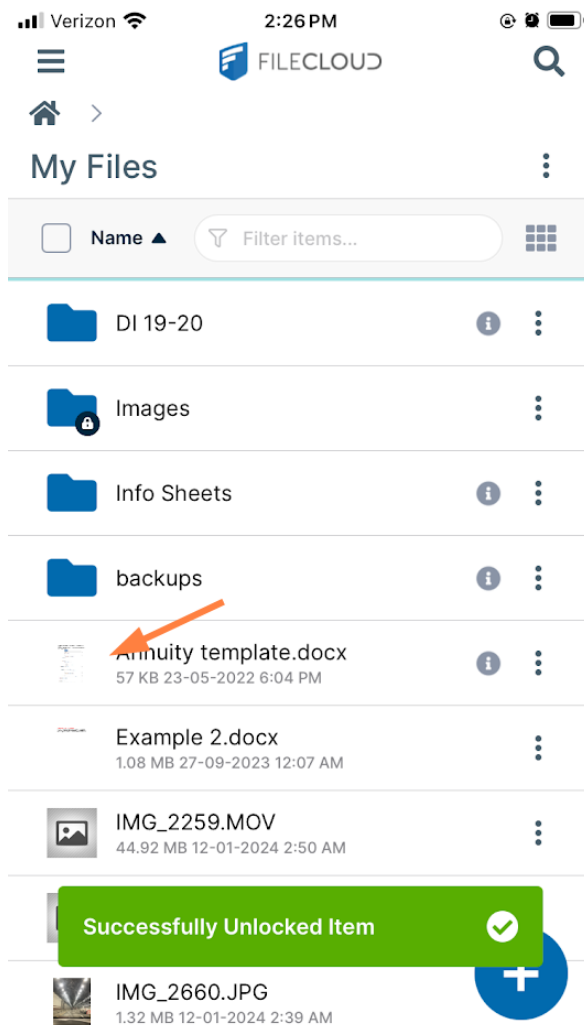 Verizon 2:26 PM
FILECLOUD
My Files
Name Filter items...
DI 19-20
Images
Info Sheets
backups
Annuity template.docx
57 KB 23-05-2022 6:04 PM
Example 2.docx
1.08 MB 27-09-2023 12:07 AM
IMG_2259.MOV
44.92 MB 12-01-2024 2:50 AM
Successfully Unlocked Item
IMG_2660.JPG
1.32 MB 12-01-2024 2:39 AM